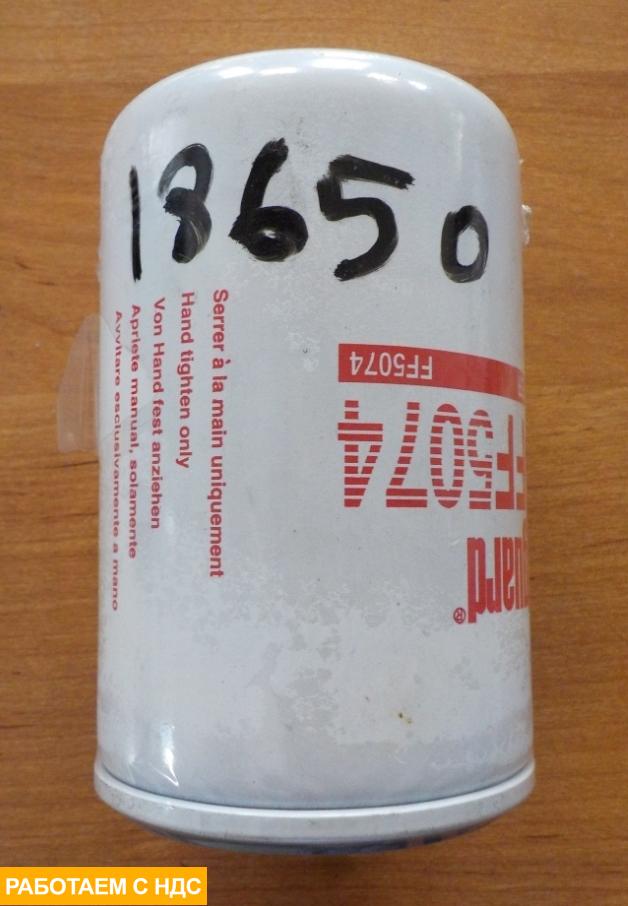 18650
Serrer à la main uniquement
Hand tighten only
Von Hand fest anziehen
Apriete manual, solamente
Avvitare esclusivamente a mano
FF5074
FF5074
guard®
РАБОТАЕМ С НДС